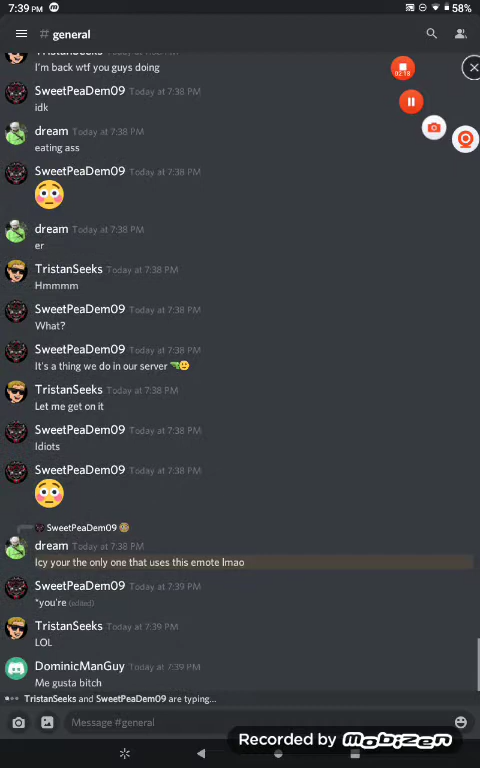 7:39 PM
58%
# general
TristanSeeks
I'm back wtf you guys doing
SweetPeaDem09 Today at 7:38 PM
idk
dream Today at 7:38 PM
eating ass
SweetPeaDem09 Today at 7:38 PM
dream Today at 7:38 PM
er
TristanSeeks Today at 7:38 PM
Hmmmm
SweetPeaDem09 Today at 7:38 PM
What?
SweetPeaDem09 Today at 7:38 PM
It's a thing we do in our server
TristanSeeks Today at 7:38 PM
Let me get on it
SweetPeaDem09 Today at 7:38 PM
Idiots
SweetPeaDem09 Today at 7:38 PM
SweetPeaDem09
dream Today at 7:38 PM
Icy your the only one that uses this emote lmao
SweetPeaDem09 Today at 7:39 PM
*you're (edited)
TristanSeeks Today at 7:39 PM
LOL
DominicManGuy Today at 7:39 PM
Me gusta bitch
TristanSeeks and SweetPeaDem09 are typing...
Message #general
Recorded by mobizen